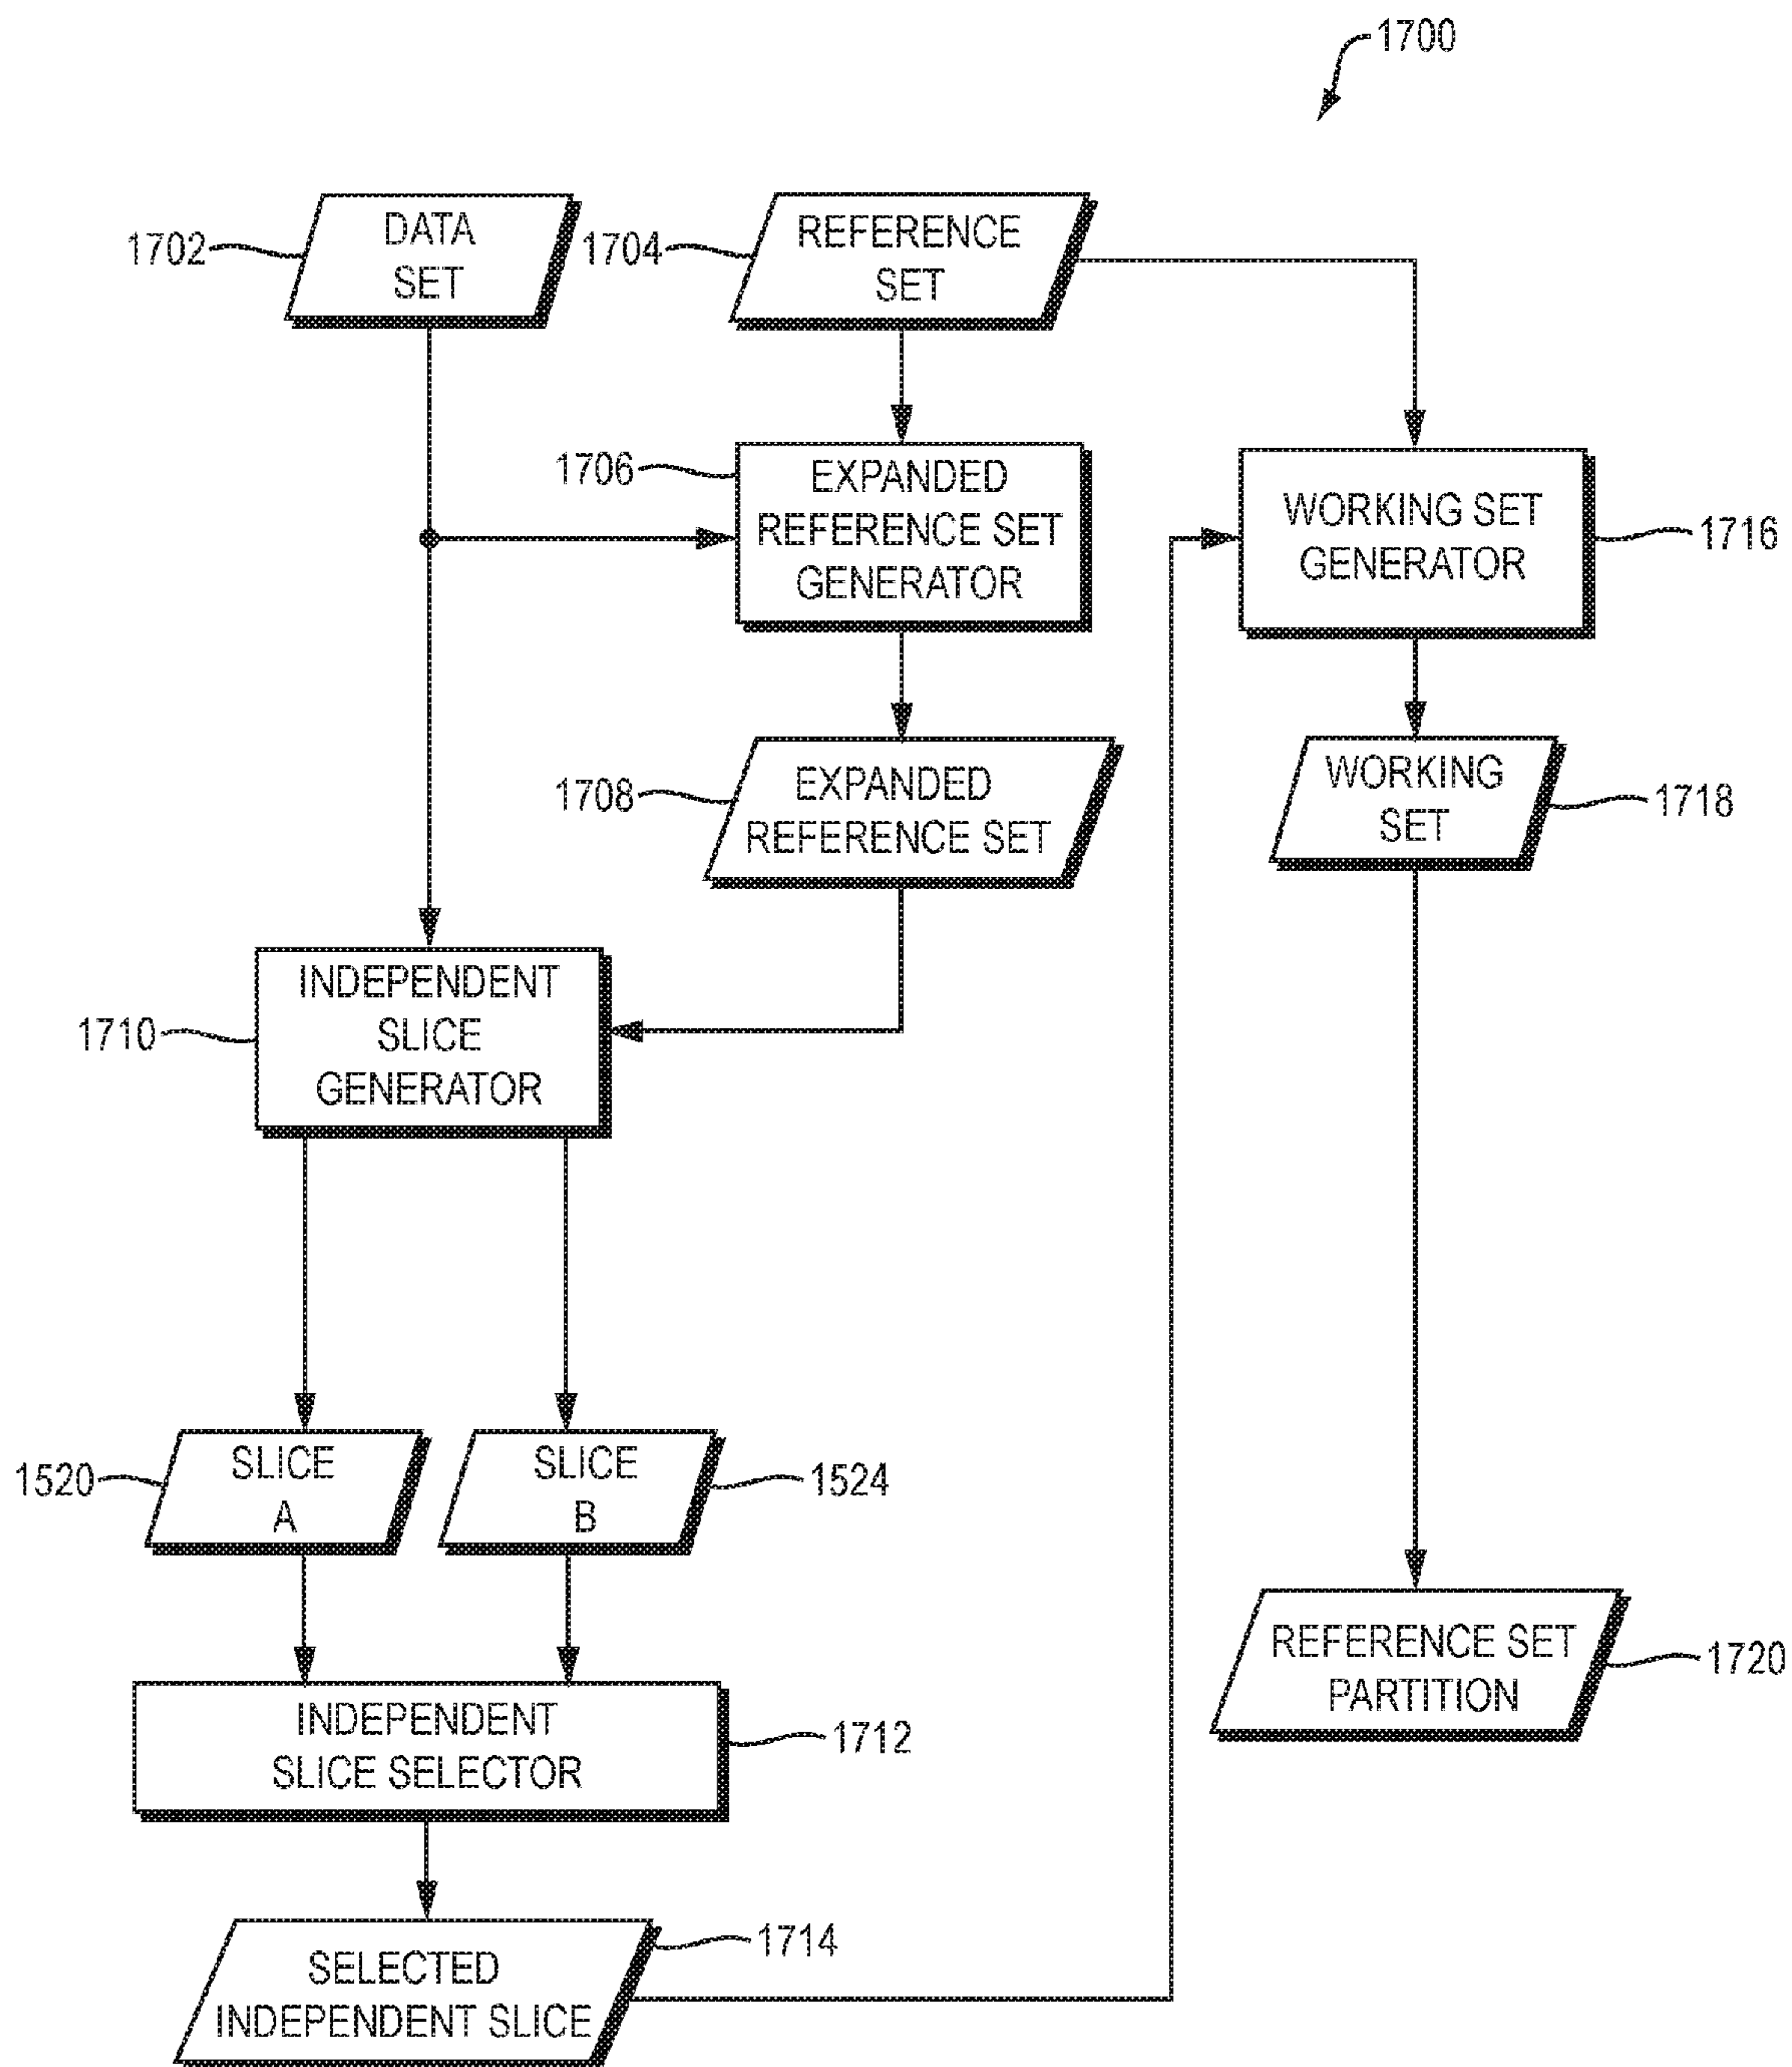 1700
1702
DATA
SET
1704
REFERENCE
SET
1706
EXPANDED
REFERENCE SET
GENERATOR
WORKING SET
GENERATOR
1716
1708
EXPANDED
REFERENCE SET
WORKING
SET
1718
1710
INDEPENDENT
SLICE
GENERATOR
1520
SLICE
A
SLICE
B
1524
REFERENCE SET
PARTITION
1720
INDEPENDENT
SLICE SELECTOR
1712
SELECTED
INDEPENDENT SLICE
1714